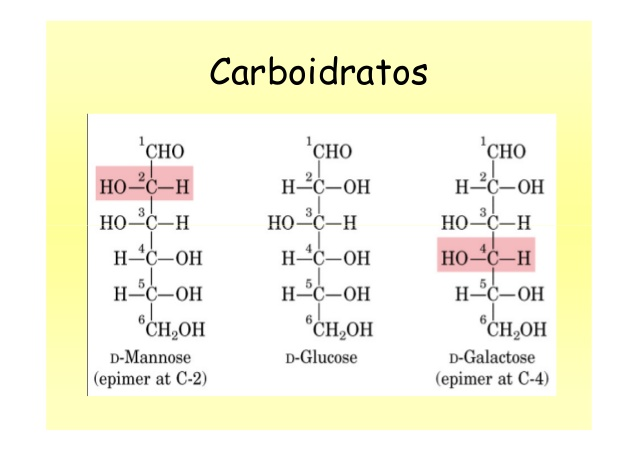 Carboidratos
1CHO 1CHO 1CHO
HO—2C—H H—2C—OH H—2C—OH
HO—3C—H HO—3C—H HO—3C—H
H—4C—OH H—4C—OH HO—4C—H
H—5C—OH H—5C—OH H—5C—OH
6CH2OH 6CH2OH 6CH2OH
D-Mannose D-Glucose D-Galactose
(epimer at C-2) (epimer at C-4)